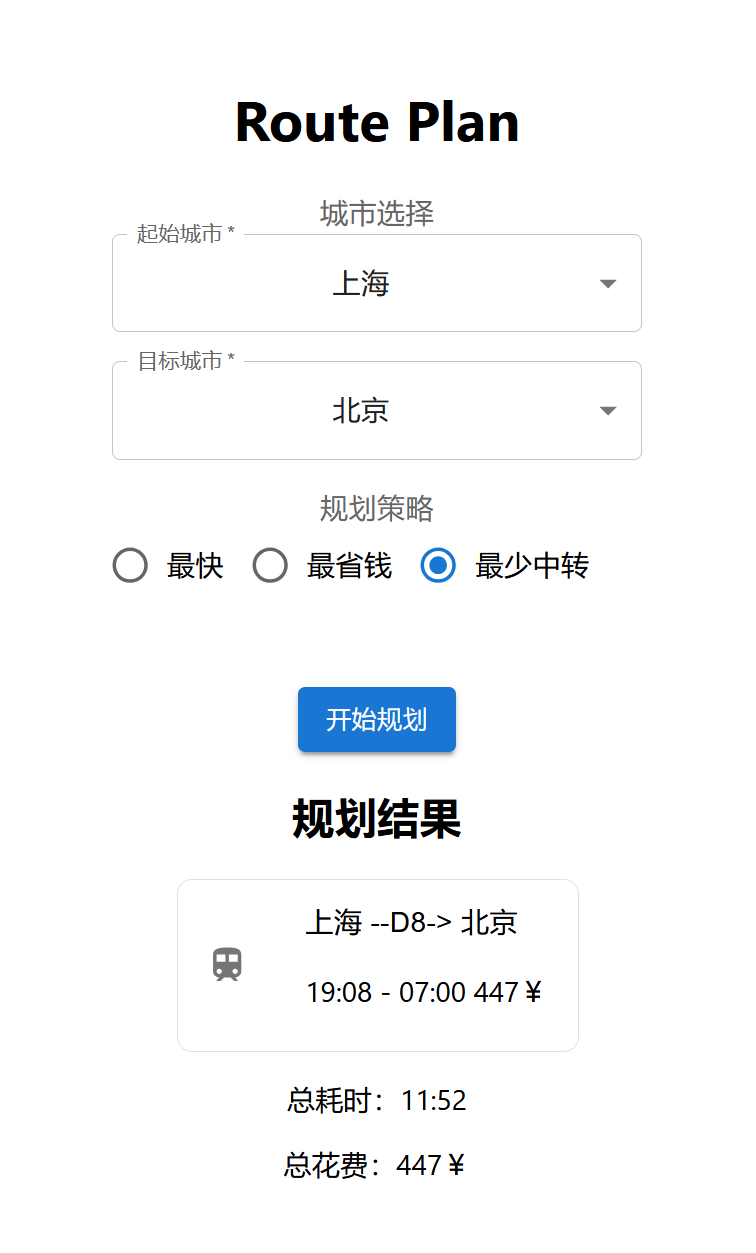 Route Plan
城市选择
起始城市 *
上海
目标城市 *
北京
规划策略
最快 最省钱 最少中转
开始规划
规划结果
上海 --D8-> 北京
19:08 - 07:00 447¥
总耗时：11:52
总花费：447¥